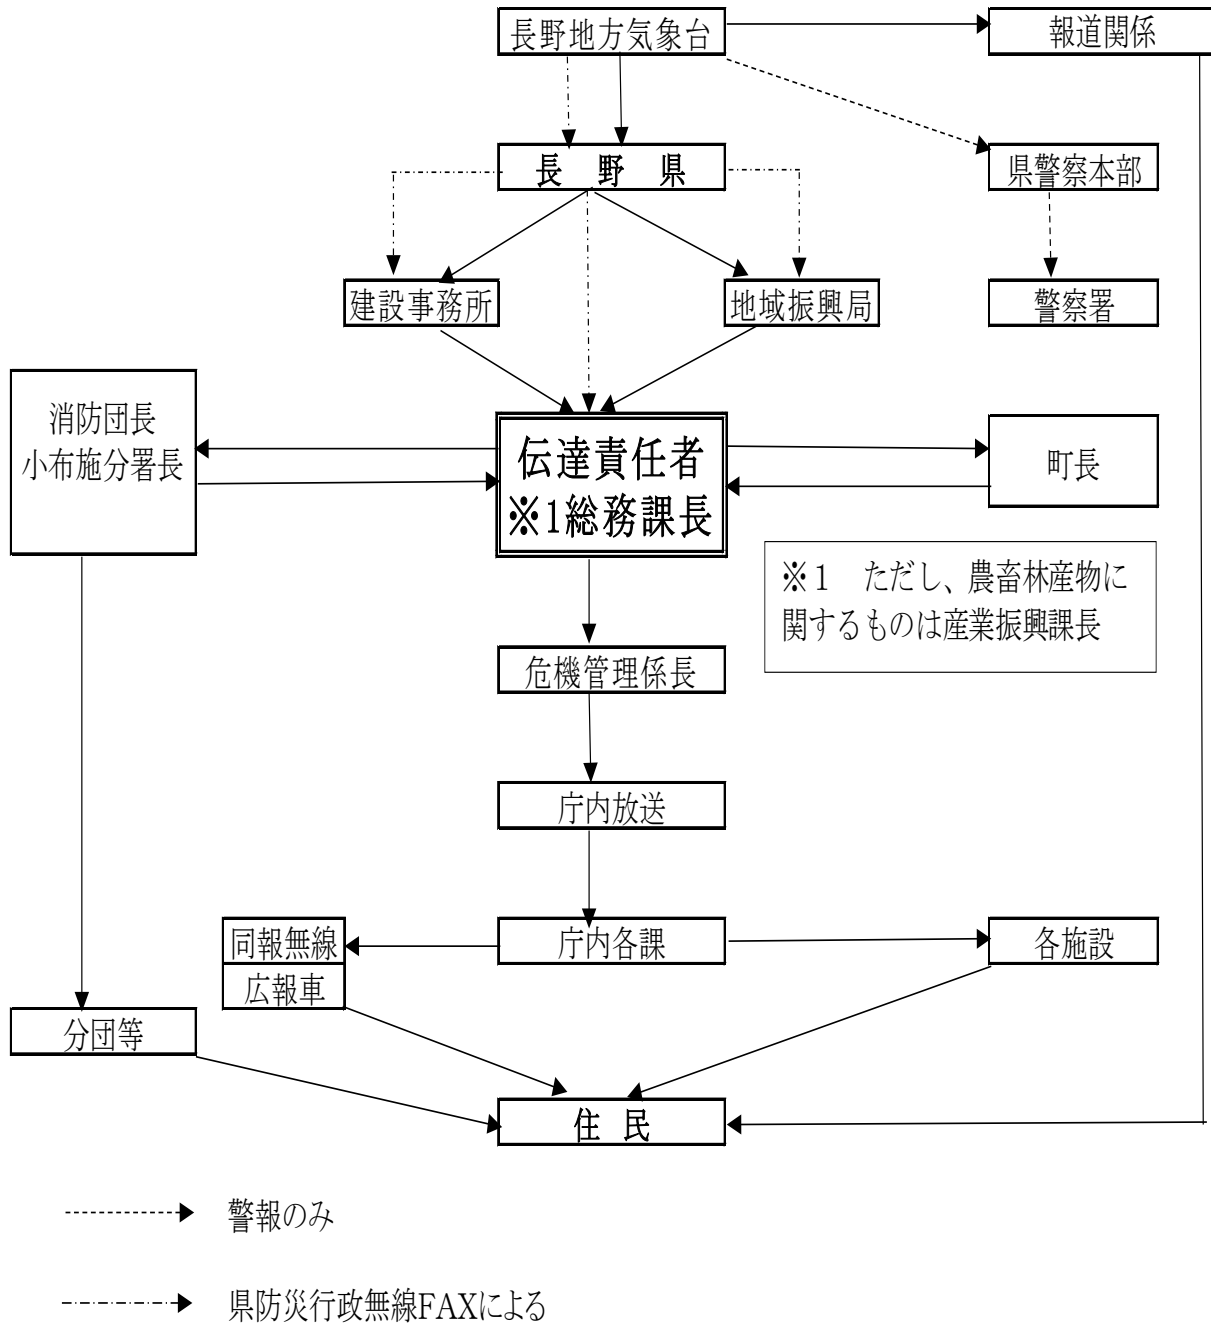 長野地方気象台
報道関係
長　野　県
県警察本部
建設事務所
地域振興局
警察署
消防団長
小布施分署長
伝達責任者
※1総務課長
町長
※１　ただし、農畜林産物に
関するものは産業振興課長
危機管理係長
庁内放送
同報無線
広報車
庁内各課
各施設
分団等
住　民
警報のみ
県防災行政無線FAXによる